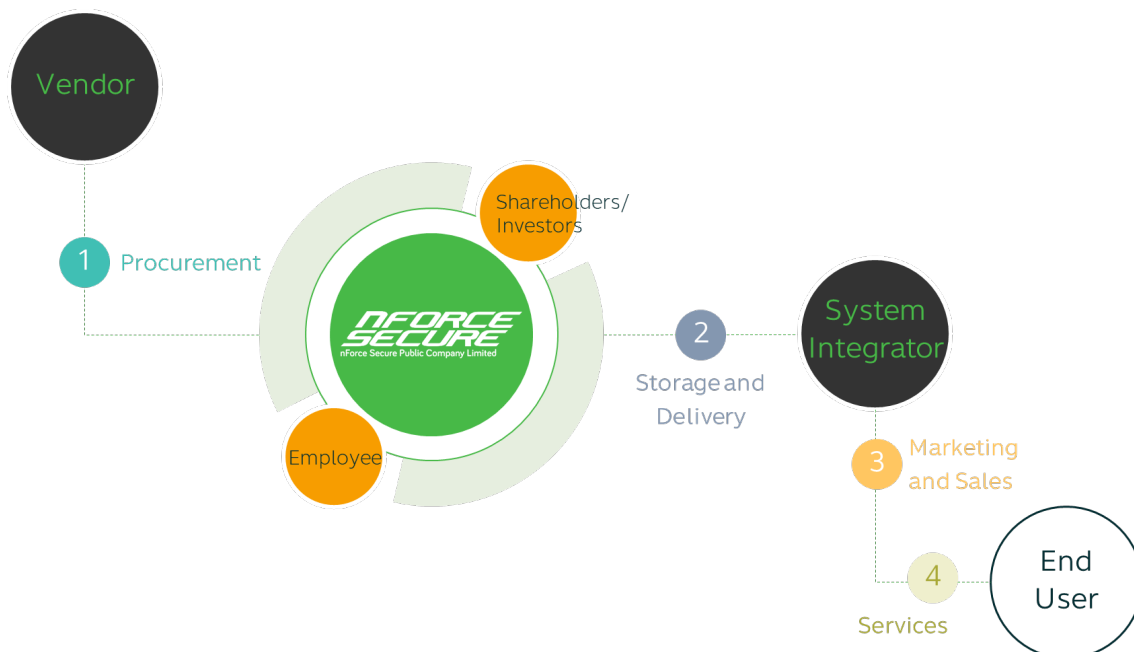 Vendor
1
Procurement
Shareholders/
Investors
NFORCE
SECURE
nForce Secure Public Company Limited
Employee
2
Storage and
Delivery
System
Integrator
3
Marketing
and Sales
4
Services
End
User